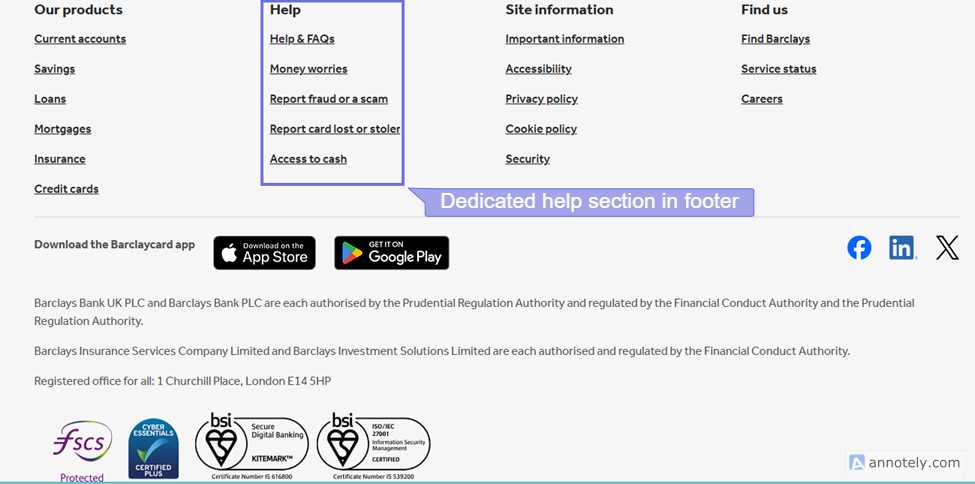 Our products
Current accounts
Savings
Loans
Mortgages
Insurance
Credit cards
Help
Help & FAQs
Money worries
Report fraud or a scam
Report card lost or stolen
Access to cash
Site information
Important information
Accessibility
Privacy policy
Cookie policy
Security
Find us
Find Barclays
Service status
Careers
Dedicated help section in footer
Download the Barclaycard app
Download on the
App Store
GET IT ON
Google Play
Barclays Bank UK PLC and Barclays Bank PLC are each authorised by the Prudential Regulation Authority and regulated by the Financial Conduct Authority and the Prudential
Regulation Authority.
Barclays Insurance Services Company Limited and Barclays Investment Solutions Limited are each authorised and regulated by the Financial Conduct Authority.
Registered office for all: 1 Churchill Place, London E14 5HP
fscs
Protected
CYBER
ESSENTIALS
CERTIFIED
PLUS
bsi
Secure
Digital Banking
KITEMARK™
Certificate Number IS 616800
bsi
ISO/IEC
27001
Information Security
Management
CERTIFIED
Certificate Number IS 539200
annotely.com